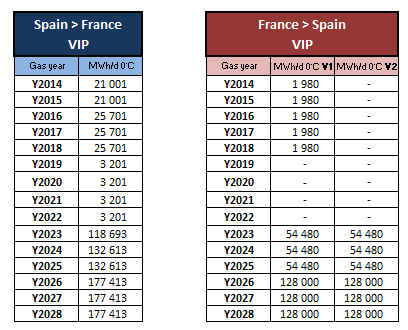 Spain > France
VIP
Gas year MWh/d 0°C
Y2014 21 001
Y2015 21 001
Y2016 25 701
Y2017 25 701
Y2018 25 701
Y2019 3 201
Y2020 3 201
Y2021 3 201
Y2022 3 201
Y2023 118 693
Y2024 132 613
Y2025 132 613
Y2026 177 413
Y2027 177 413
Y2028 177 413
France > Spain
VIP
Gas year MWh/d 0°C ¥1 MWh/d 0°C ¥2
Y2014 1 980 -
Y2015 1 980 -
Y2016 1 980 -
Y2017 1 980 -
Y2018 1 980 -
Y2019 - -
Y2020 - -
Y2021 - -
Y2022 - -
Y2023 54 480 54 480
Y2024 54 480 54 480
Y2025 54 480 54 480
Y2026 128 000 128 000
Y2027 128 000 128 000
Y2028 128 000 128 000